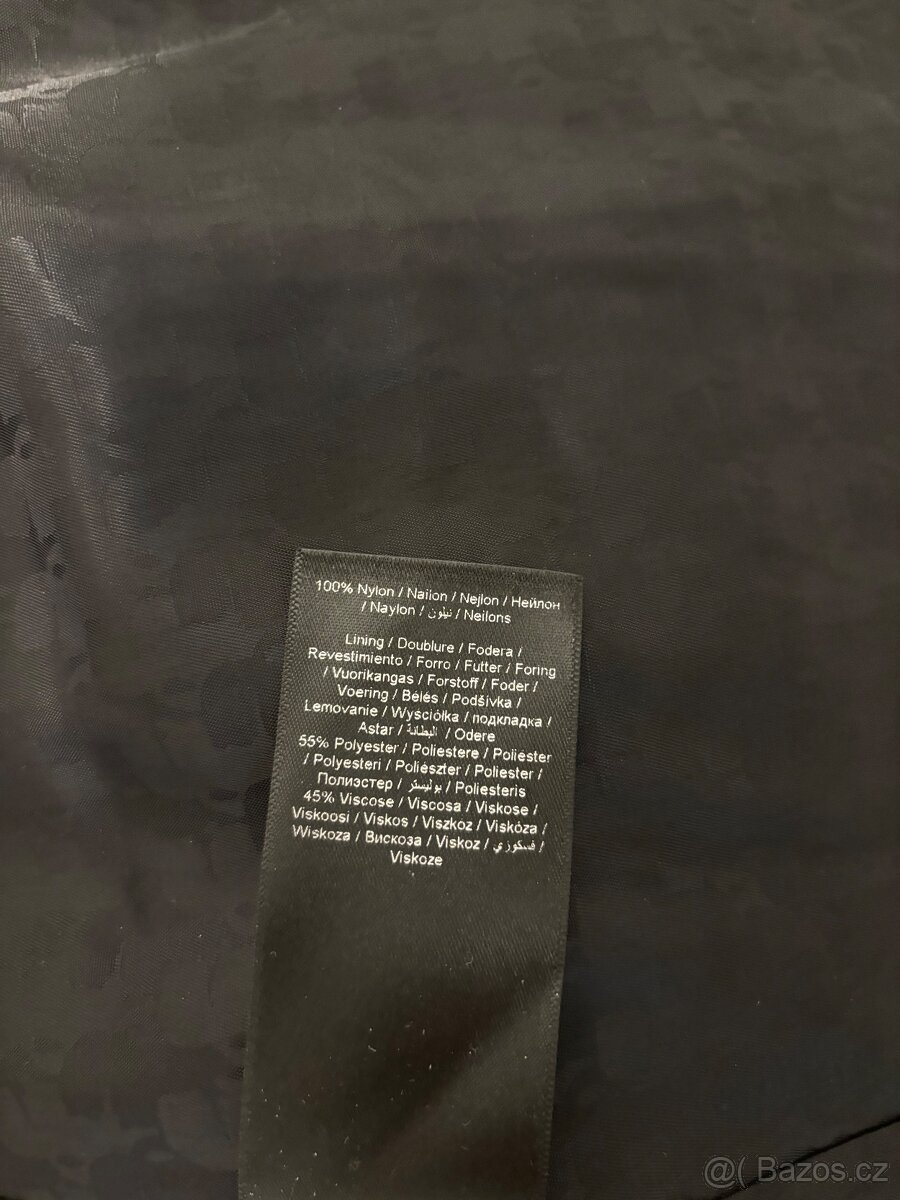 100% Nylon / Nailon / Nejlon / Нейлон
/ Naylon / نيلون / Neilons
Lining / Doublure / Fodera /
Revestimiento / Forro / Futter / Foring
/ Vuorikangas / Forstoff / Foder /
Voering / Bélés / Podšívka /
Lemovanie / Wyściółka / подкладка /
Astar / البطانة / Odere
55% Polyester / Poliestere / Poliéster
/ Polyesteri / Poliészter / Poliester /
Полиэстер / بوليستر / Poliesteris
45% Viscose / Viscosa / Viskose /
Viskoosi / Viskos / Viszkoz / Viskóza /
Wiskoza / Вискоза / Viskoz / فسكوزي /
Viskoze
@( Bazos.cz